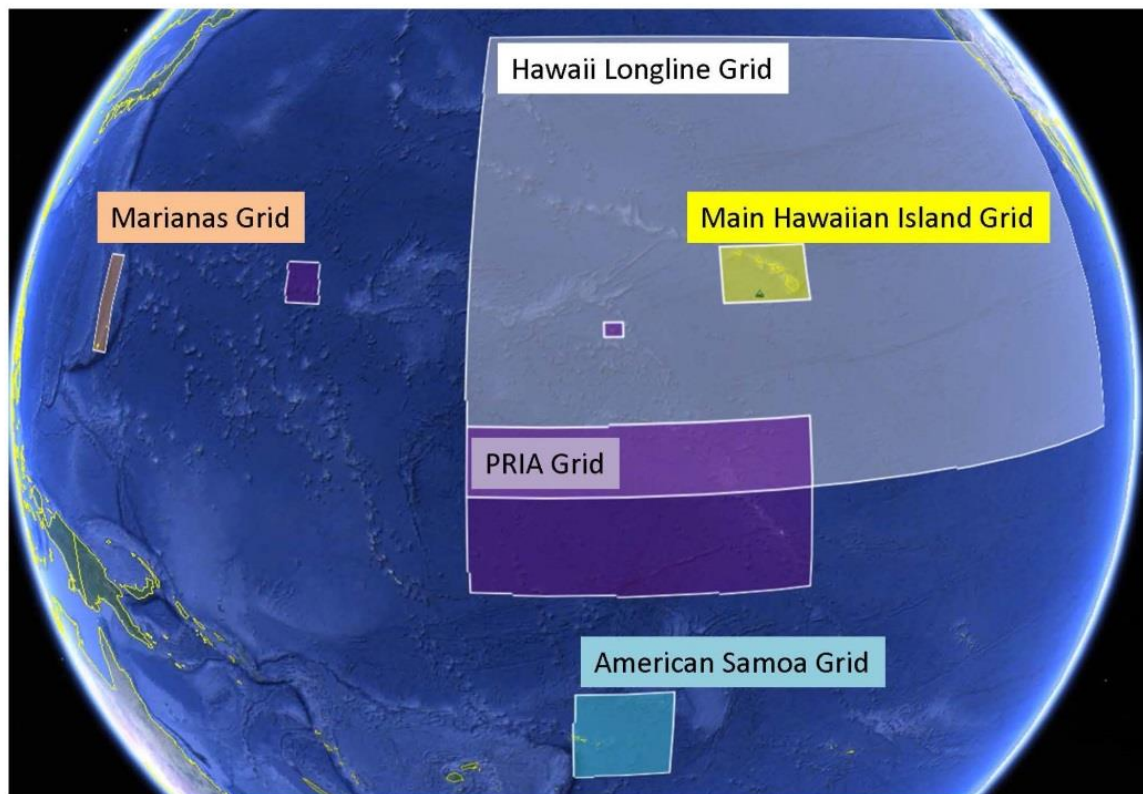 Hawaii Longline Grid
Marianas Grid
Main Hawaiian Island Grid
PRIA Grid
American Samoa Grid